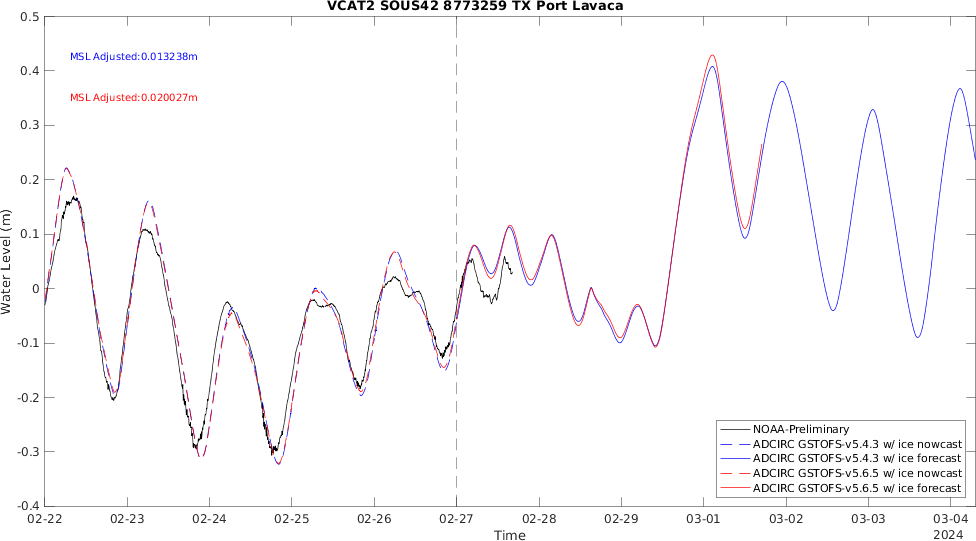 VCAT2 SOUS42 8773259 TX Port Lavaca
MSL Adjusted:0.013238m
MSL Adjusted:0.020027m
Water Level (m)
0.5
0.4
0.3
0.2
0.1
0
-0.1
-0.2
-0.3
-0.4
NOAA-Preliminary
ADCIRC GSTOFS-v5.4.3 w/ ice nowcast
ADCIRC GSTOFS-v5.4.3 w/ ice forecast
ADCIRC GSTOFS-v5.6.5 w/ ice nowcast
ADCIRC GSTOFS-v5.6.5 w/ ice forecast
02-22 02-23 02-24 02-25 02-26 02-27 02-28 02-29 03-01 03-02 03-03 03-04
Time
2024